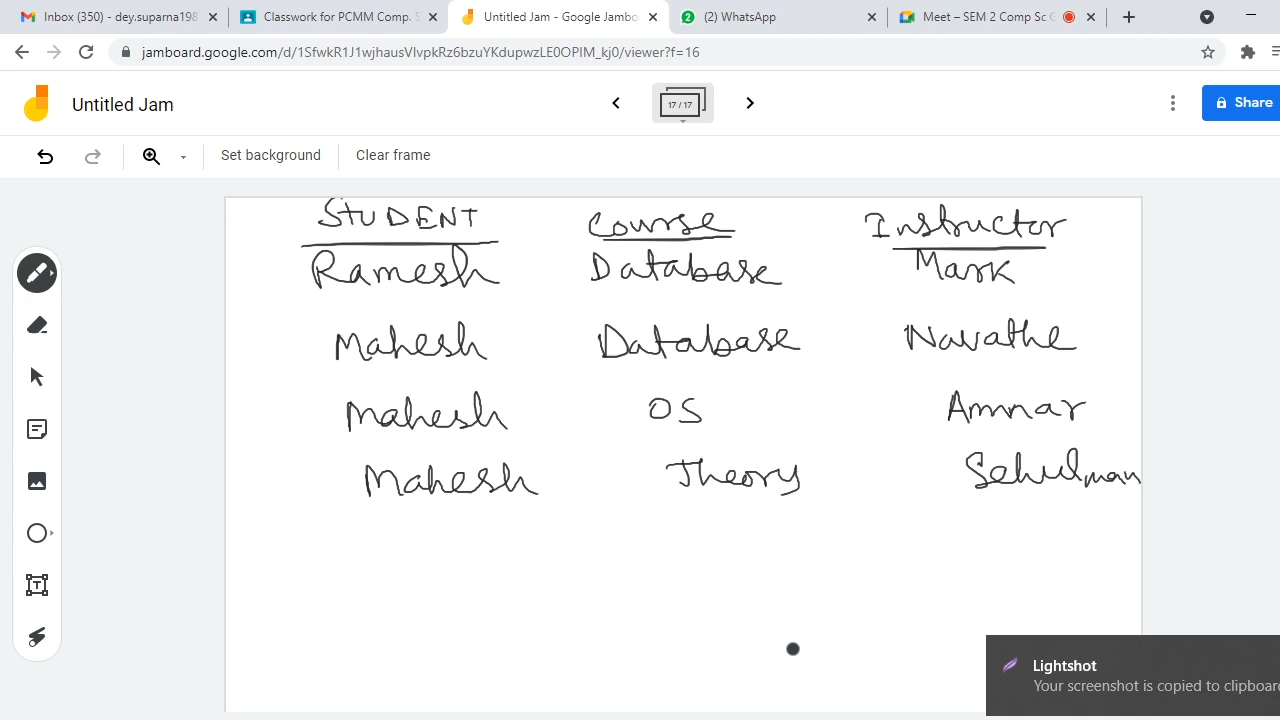 Inbox (350) - dey.suparna198
Classwork for PCMM Comp. S
Untitled Jam - Google Jambo
(2) WhatsApp
Meet – SEM 2 Comp Sc G
jamboard.google.com/d/1SfwkR1J1wjhausVlvpkRz6bzuYKdupwzLE0OPIM_kj0/viewer?f=16
Untitled Jam
17 / 17
Share
Set background
Clear frame
STUDENT Course Instructor
Ramesh Database Mark
Mahesh Database Navathe
Mahesh OS Ammar
Mahesh Theory Schulman
Lightshot
Your screenshot is copied to clipboard